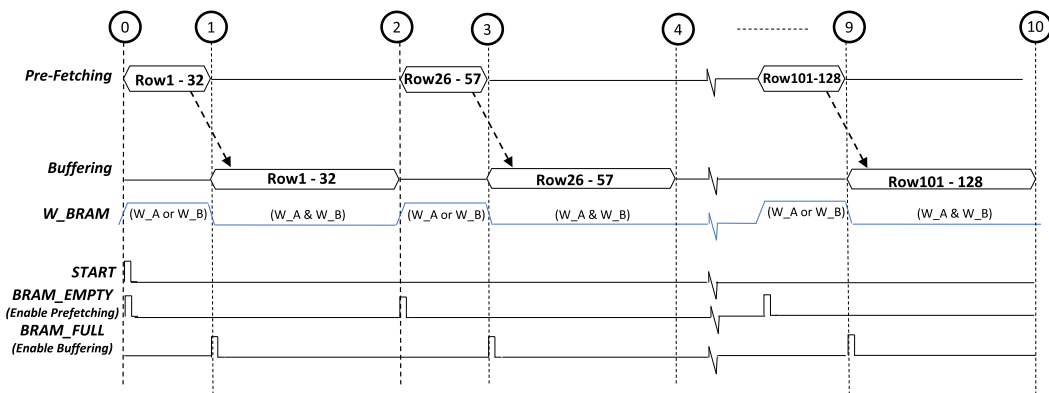 0 1 2 3 4 9 10
Pre-Fetching Row1 - 32 Row26 - 57 Row101-128
Buffering Row1 - 32 Row26 - 57 Row101 - 128
W_BRAM (W_A or W_B) (W_A & W_B) (W_A or W_B) (W_A & W_B) (W_A or W_B) (W_A & W_B)
START
BRAM_EMPTY
(Enable Prefetching)
BRAM_FULL
(Enable Buffering)